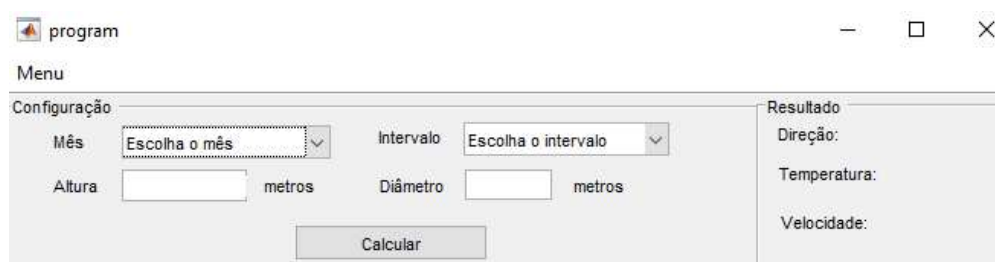 program
Menu
Configuração
Mês Escolha o mês Intervalo Escolha o intervalo
Altura metros Diâmetro metros
Calcular
Resultado
Direção:
Temperatura:
Velocidade: